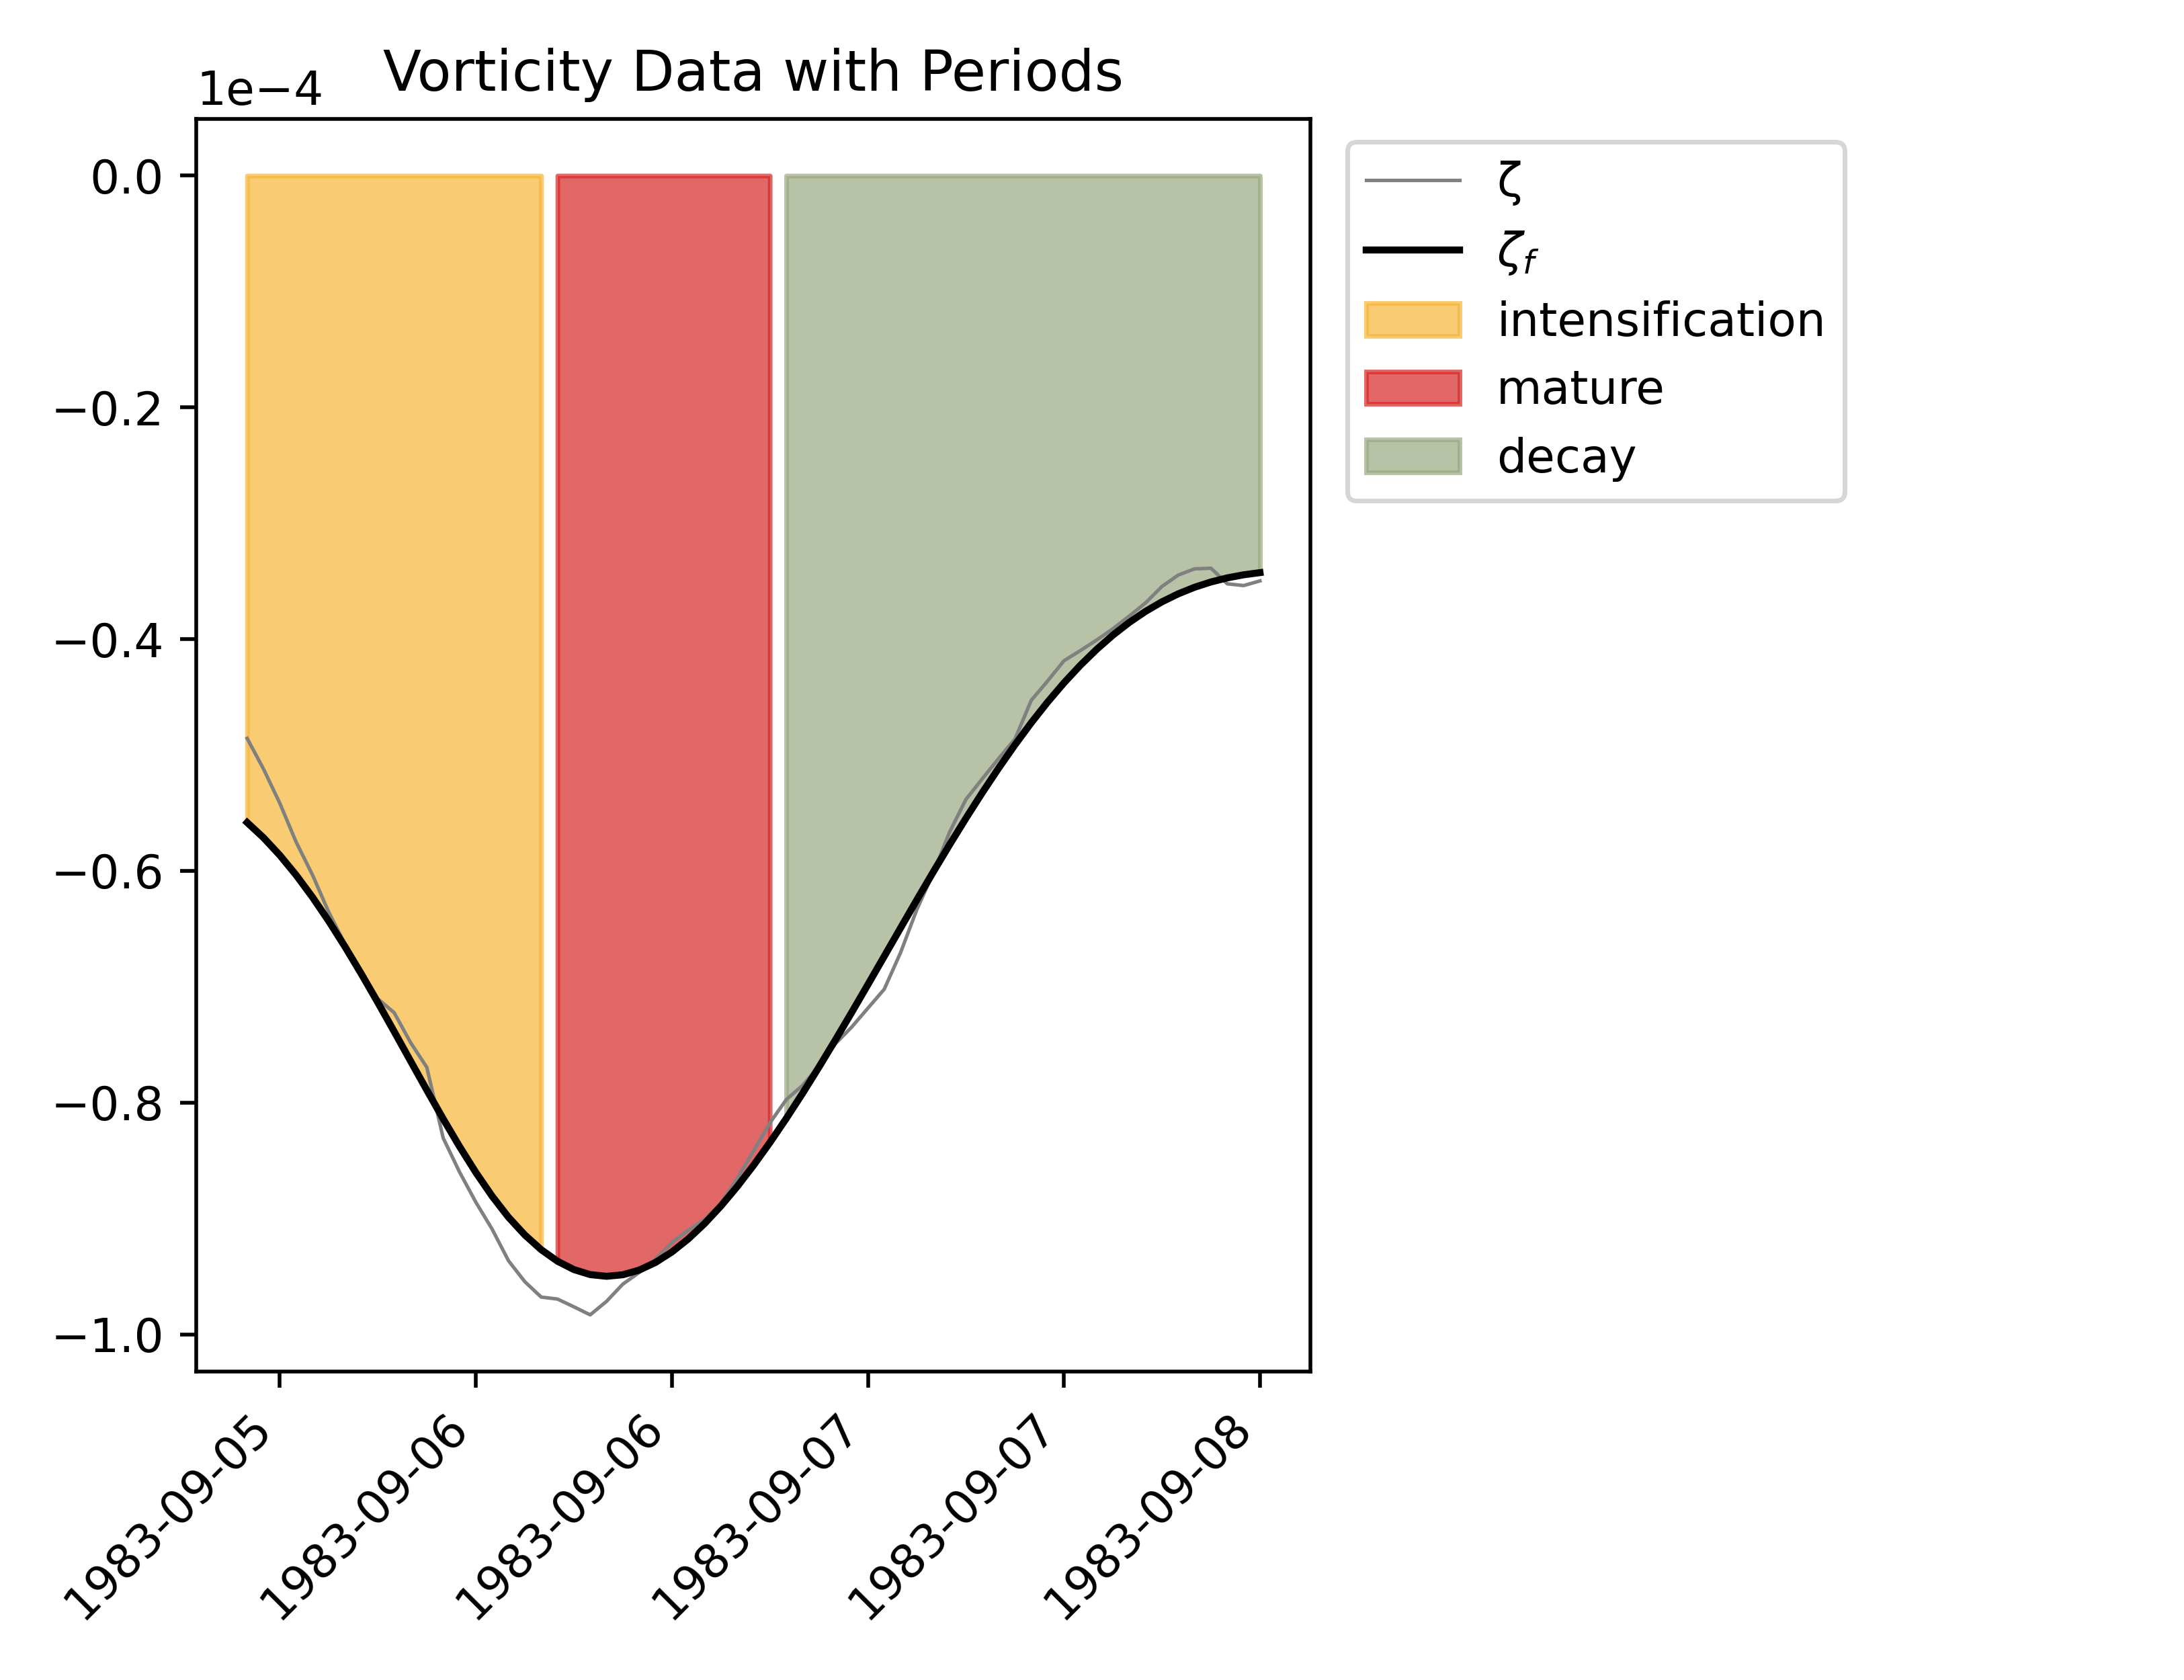 Vorticity Data with Periods
1e−4
0.0
−0.2
−0.4
−0.6
−0.8
−1.0
1983-09-05
1983-09-06
1983-09-06
1983-09-07
1983-09-07
1983-09-08
ζ
ζf
intensification
mature
decay